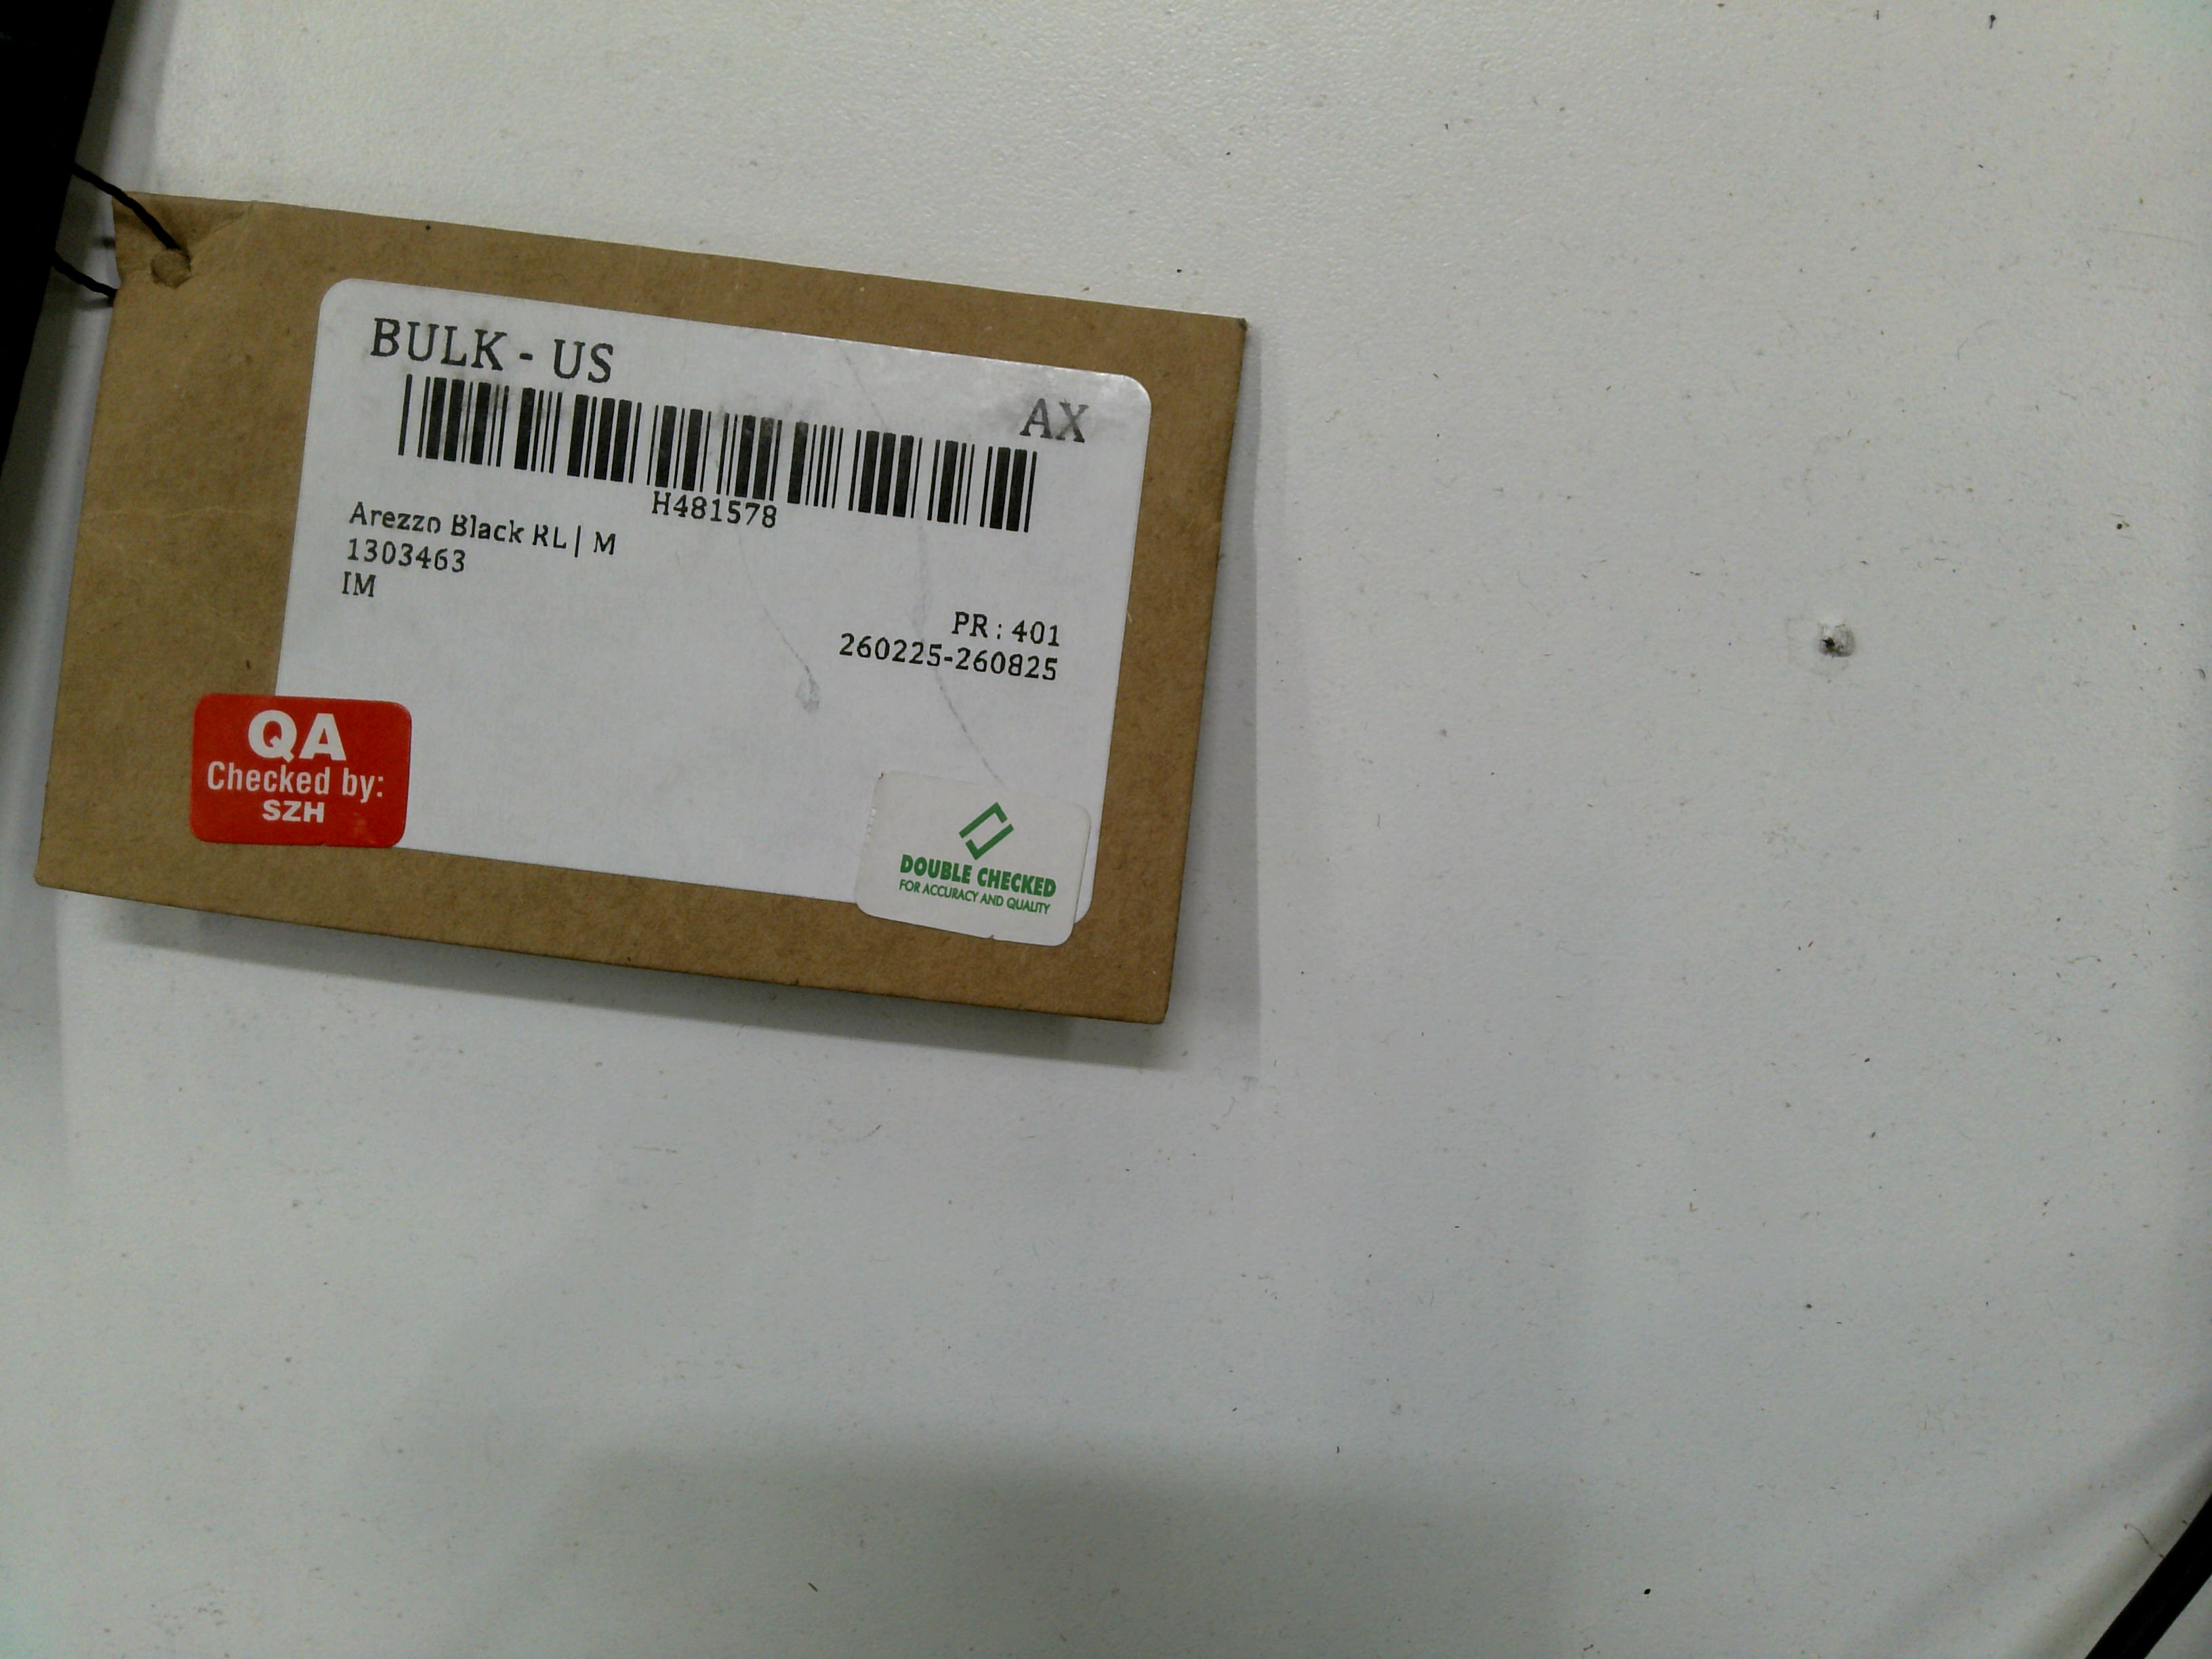 BULK - US
AX
H481578
Arezzo Black RL | M
1303463
IM
PR : 401
260225-260825
QA
Checked by:
SZH
DOUBLE CHECKED
FOR ACCURACY AND QUALITY